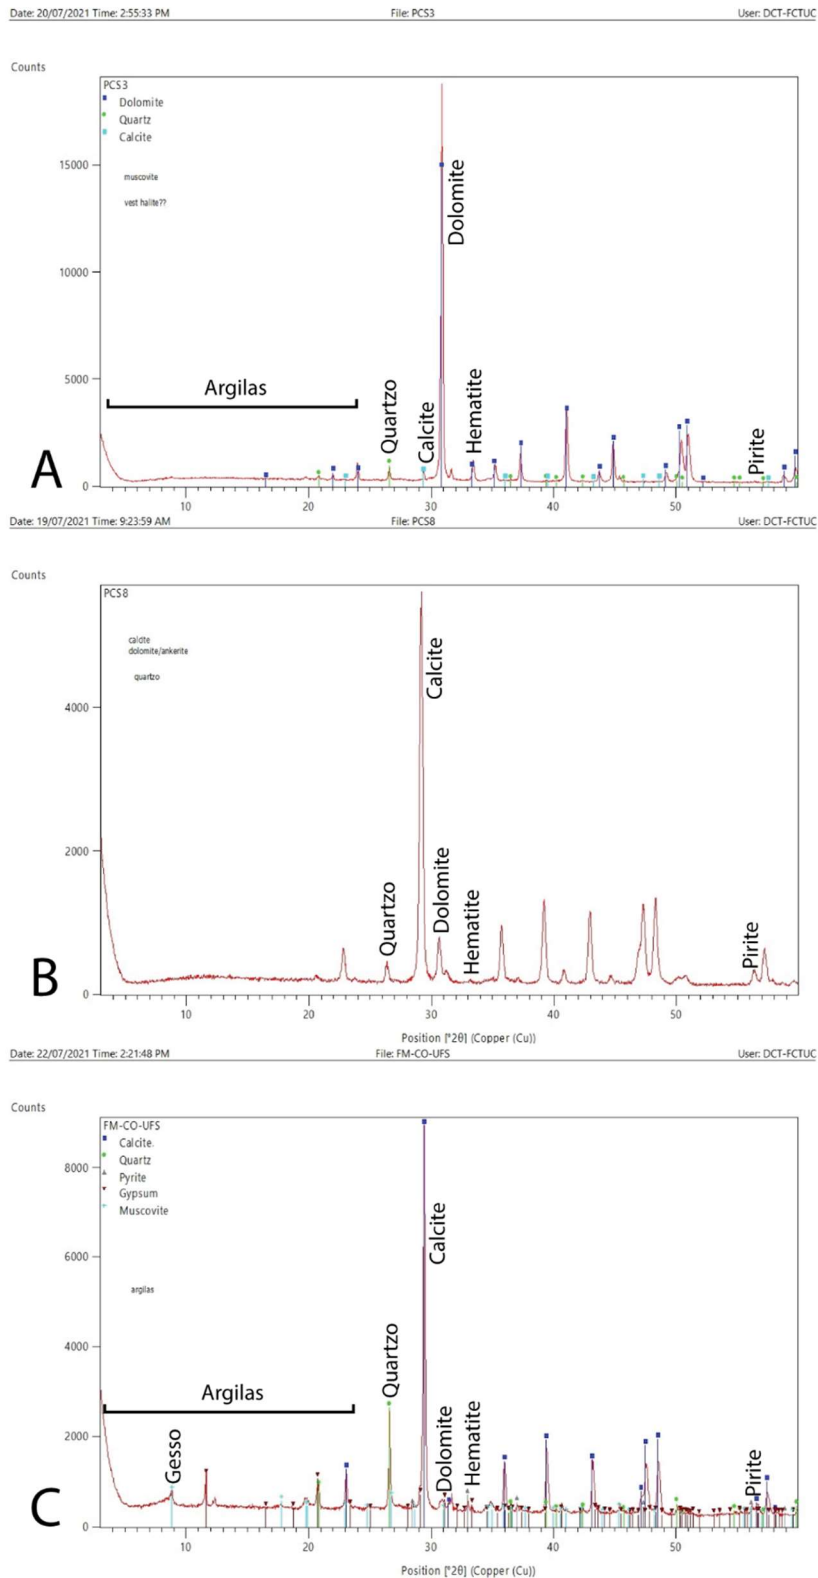 Date: 20/07/2021 Time: 2:55:33 PM File: PCS3 User: DCT-FCTUC
Counts
PCS3
Dolomite
Quartz
Calcite
muscovite
vest halite??
15000
10000
5000
0
Argilas
Quartzo
Calcite
Dolomite
Hematite
Pirite
A
10 20 30 40 50
Date: 19/07/2021 Time: 9:23:59 AM File: PCS8 User: DCT-FCTUC
Counts
PCS8
calcite
dolomite/ankerite
quartzo
4000
2000
0
Quartzo
Calcite
Dolomite
Hematite
Pirite
B
10 20 30 40 50
Position [°2θ] (Copper (Cu))
Date: 22/07/2021 Time: 2:21:48 PM File: FM-CO-UFS User: DCT-FCTUC
Counts
FM-CO-UFS
Calcite
Quartz
Pyrite
Gypsum
Muscovite
argilas
8000
6000
4000
2000
0
Argilas
Gesso
Quartzo
Calcite
Dolomite
Hematite
Pirite
C
10 20 30 40 50
Position [°2θ] (Copper (Cu))